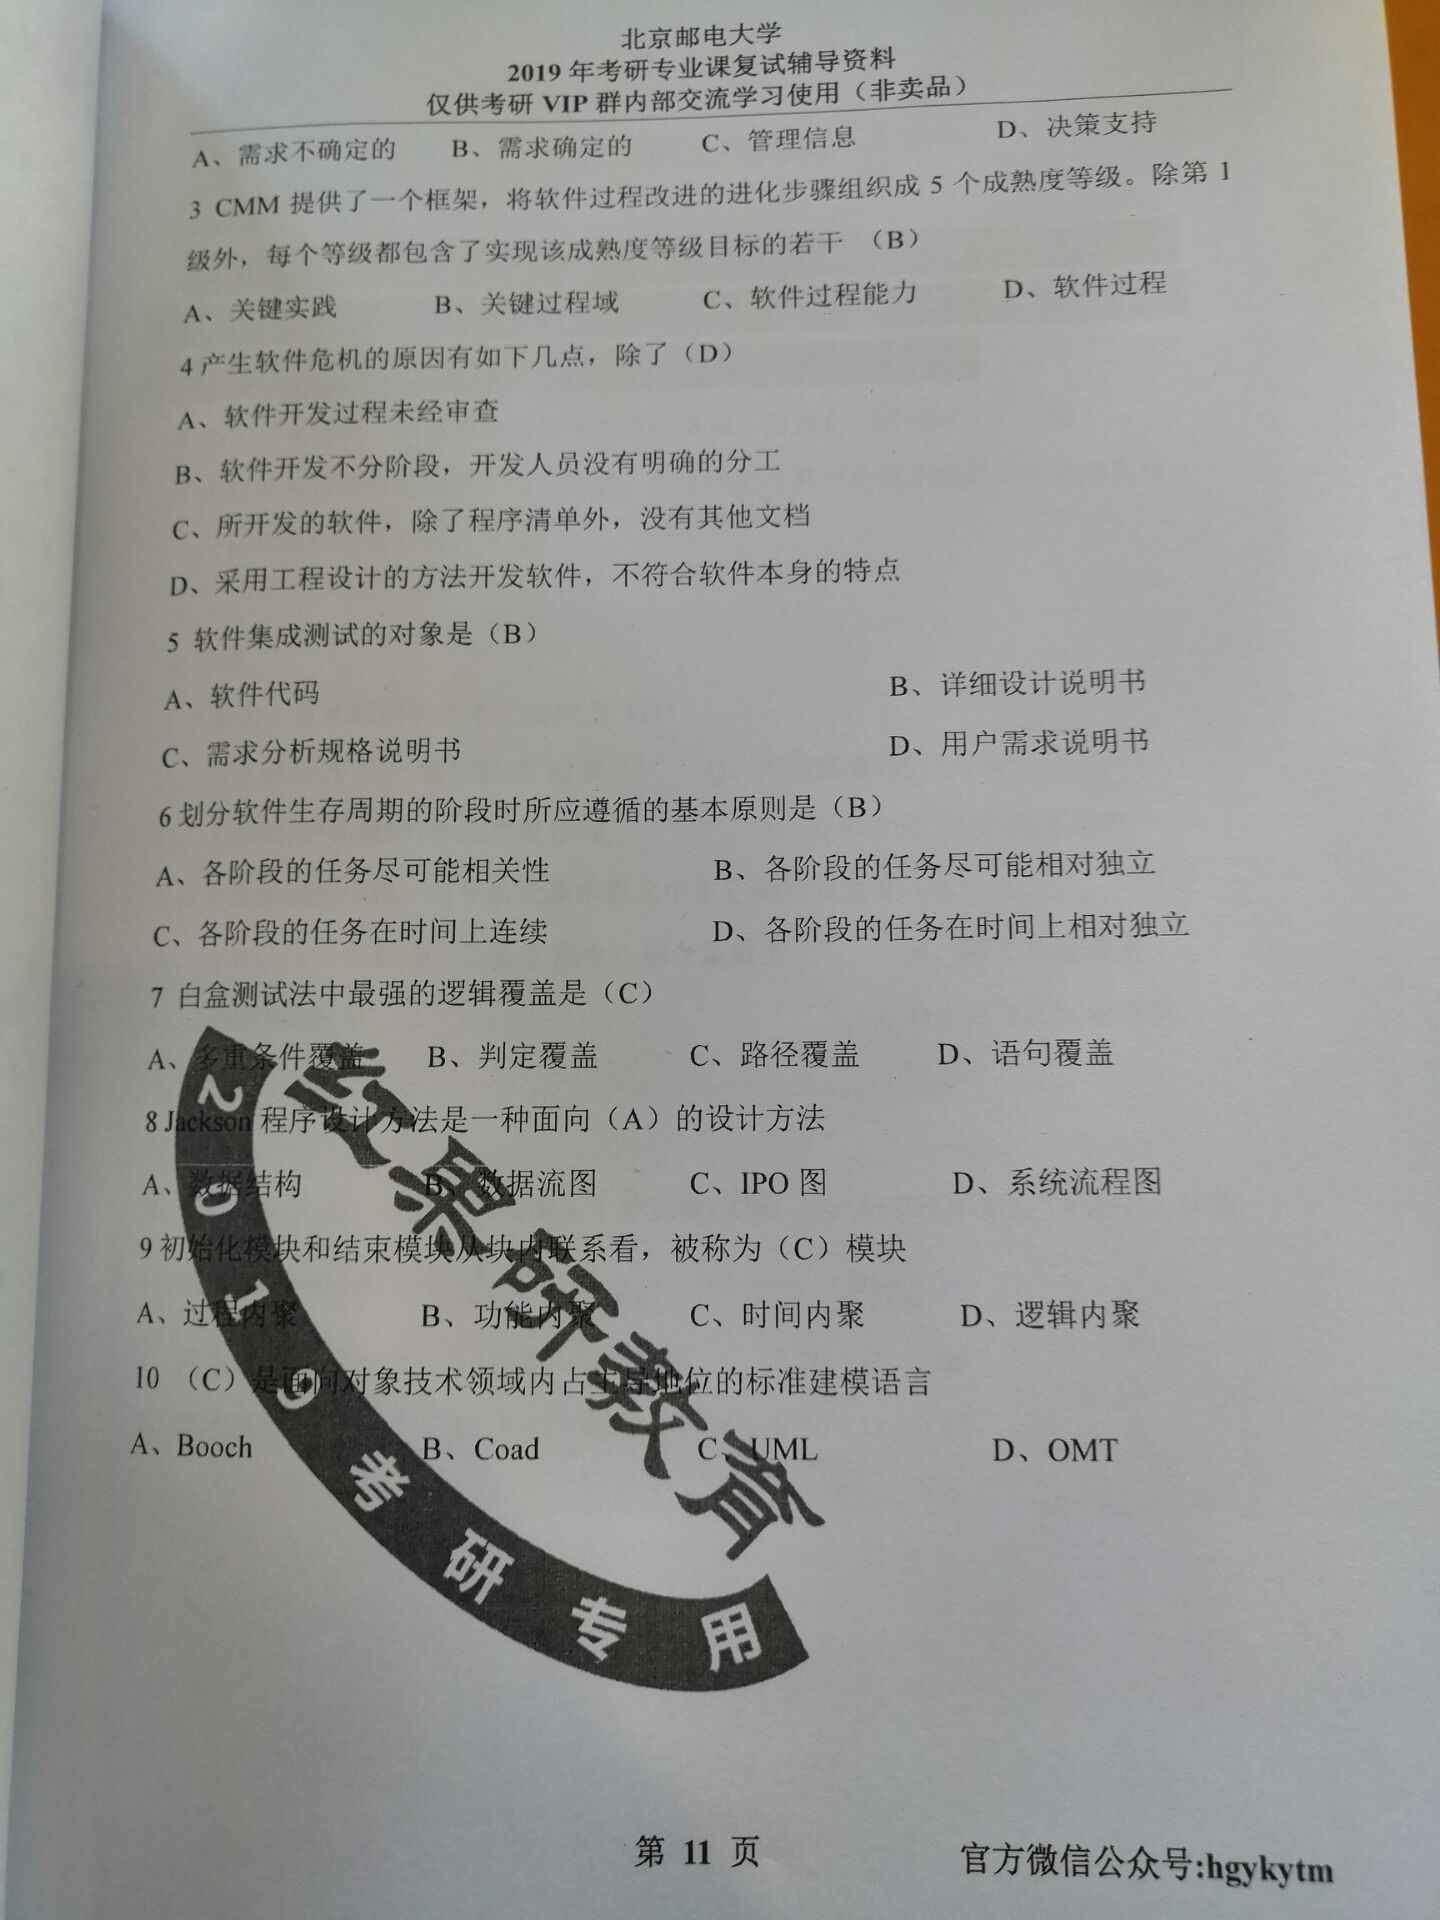 北京邮电大学
2019 年考研专业课复试辅导资料
仅供考研 VIP 群内部交流学习使用（非卖品）
A、需求不确定的 B、需求确定的 C、管理信息 D、决策支持
3 CMM 提供了一个框架，将软件过程改进的进化步骤组织成 5 个成熟度等级。除第 1
级外，每个等级都包含了实现该成熟度等级目标的若干 （B）
A、关键实践 B、关键过程域 C、软件过程能力 D、软件过程
4产生软件危机的原因有如下几点，除了（D）
A、软件开发过程未经审查
B、软件开发不分阶段，开发人员没有明确的分工
C、所开发的软件，除了程序清单外，没有其他文档
D、采用工程设计的方法开发软件，不符合软件本身的特点
5 软件集成测试的对象是（B）
A、软件代码 B、详细设计说明书
C、需求分析规格说明书 D、用户需求说明书
6划分软件生存周期的阶段时所应遵循的基本原则是（B）
A、各阶段的任务尽可能相关性 B、各阶段的任务尽可能相对独立
C、各阶段的任务在时间上连续 D、各阶段的任务在时间上相对独立
7 白盒测试法中最强的逻辑覆盖是（C）
A、多重条件覆盖 B、判定覆盖 C、路径覆盖 D、语句覆盖
8 Jackson 程序设计方法是一种面向（A）的设计方法
A、数据结构 B、数据流图 C、IPO 图 D、系统流程图
9初始化模块和结束模块从块内联系看，被称为（C）模块
A、过程内聚 B、功能内聚 C、时间内聚 D、逻辑内聚
10 （C）是面向对象技术领域内占主导地位的标准建模语言
A、Booch B、Coad C、UML D、OMT
红果研教育
2019考研专用
第 11 页
官方微信公众号:hgykytm